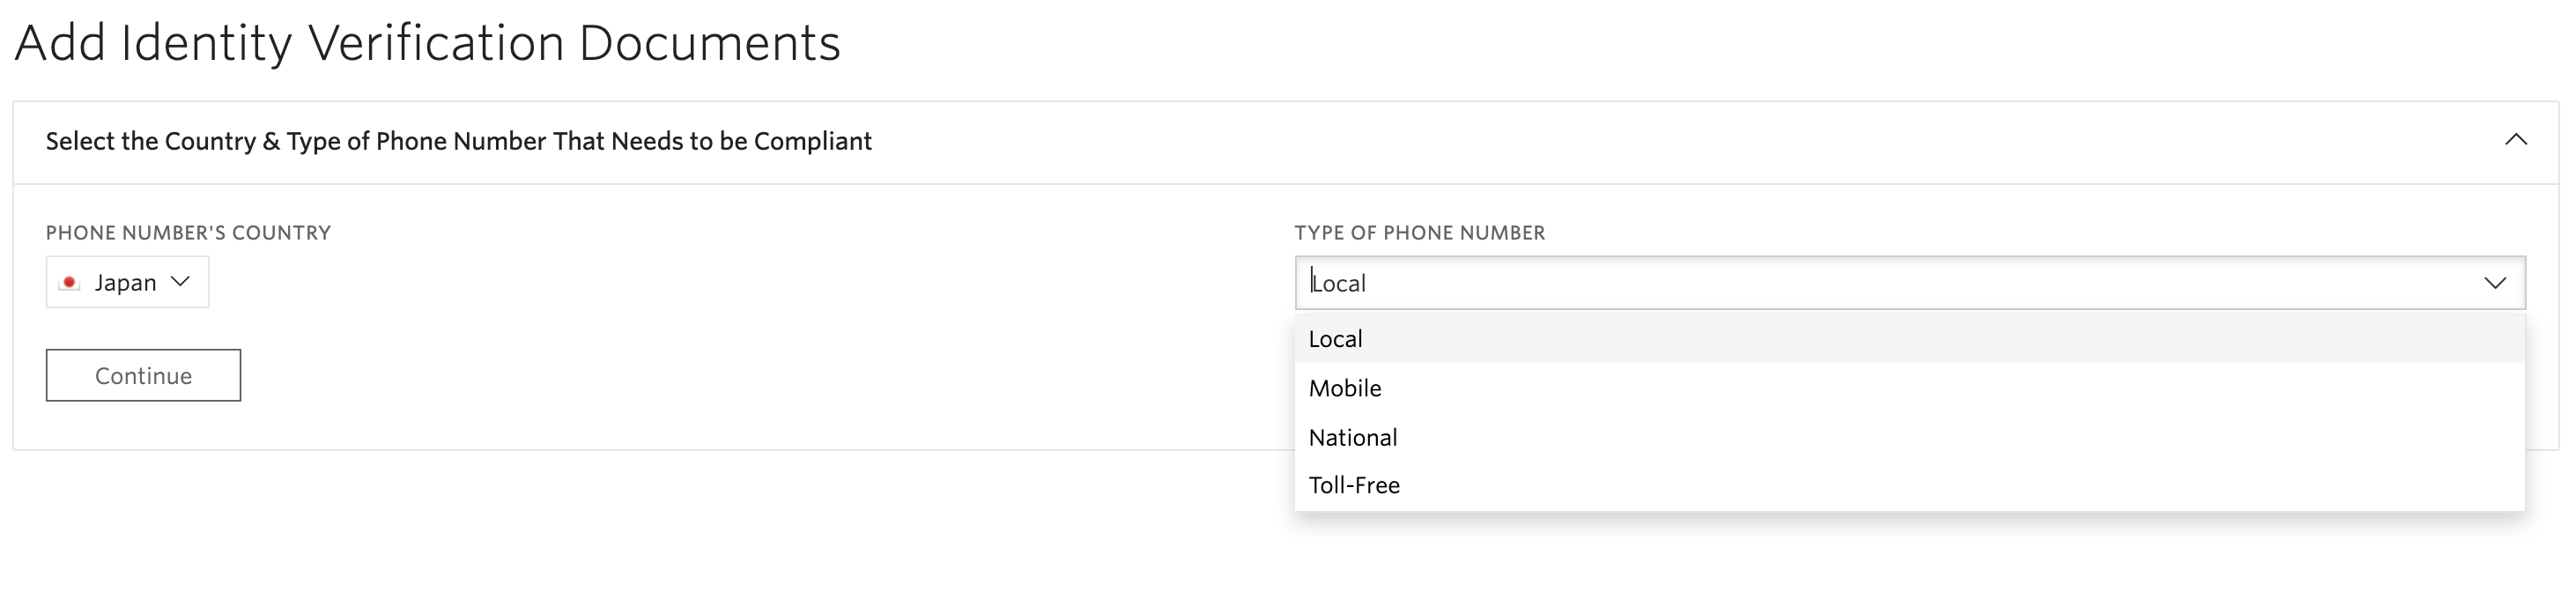 Add Identity Verification Documents
Select the Country & Type of Phone Number That Needs to be Compliant
PHONE NUMBER'S COUNTRY
Japan
Continue
TYPE OF PHONE NUMBER
Local
Local
Mobile
National
Toll-Free